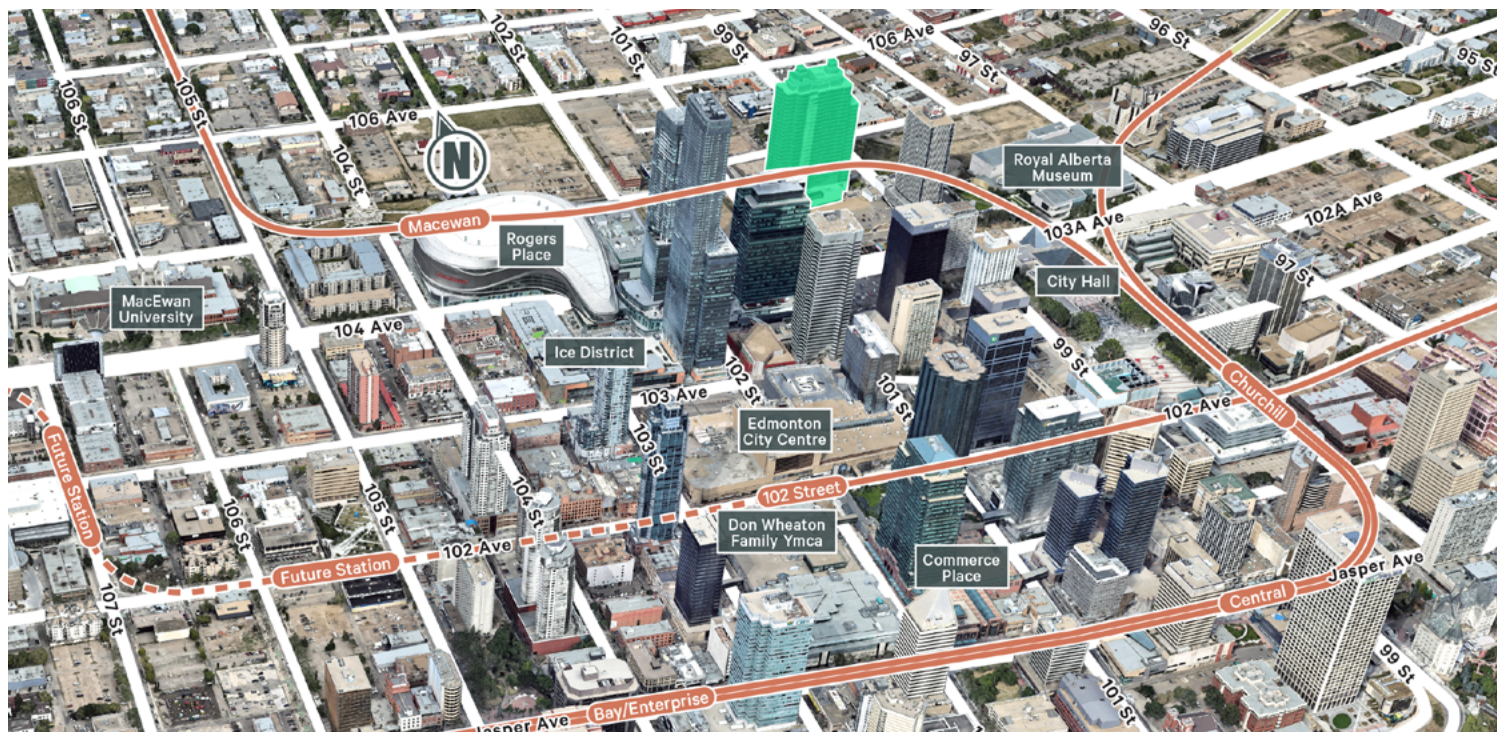 102 St
101 St
99 St
106 Ave
97 St
96 St
95 St
106 St
105 St
106 Ave
104 St
N
Royal Alberta
Museum
102A Ave
Macewan
103A Ave
Rogers
Place
97 St
City Hall
MacEwan
University
104 Ave
Ice District
99 St
102 St
101 St
Churchill
103 Ave
102 Ave
Edmonton
City Centre
103 St
Future Station
102 Street
104 St
105 St
106 St
Don Wheaton
Family Ymca
102 Ave
Commerce
Place
Future Station
Jasper Ave
Central
107 St
99 St
101 St
Bay/Enterprise
Jasper Ave